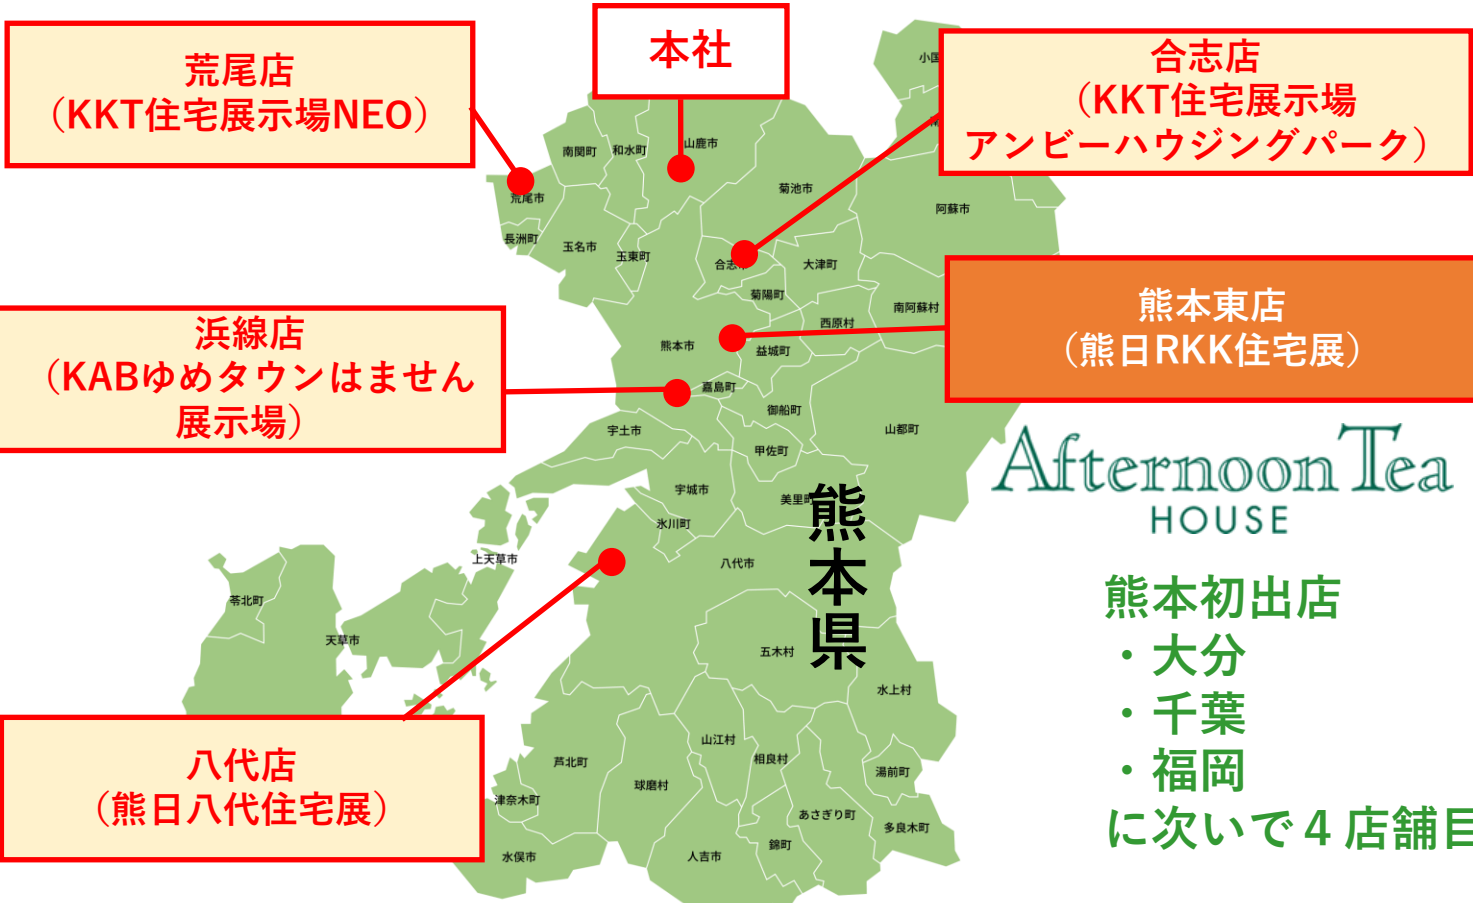 本社
荒尾店
（KKT住宅展示場NEO）
合志店
（KKT住宅展示場
アンビーハウジングパーク）
熊本東店
（熊日RKK住宅展）
浜線店
（KABゆめタウンはません
展示場）
八代店
（熊日八代住宅展）
Afternoon Tea
HOUSE
熊本初出店
・大分
・千葉
・福岡
に次いで４店舗目
熊本県
小国
南関町
和水町
山鹿市
菊池市
阿蘇市
荒尾市
長洲町
玉名市
玉東町
合志市
大津町
菊陽町
南阿蘇村
西原村
熊本市
益城町
嘉島町
御船町
山都町
宇土市
甲佐町
宇城市
美里町
氷川町
八代市
上天草市
苓北町
天草市
五木村
水上村
山江村
相良村
湯前町
芦北町
球磨村
津奈木町
あさぎり町
多良木町
錦町
水俣市
人吉市